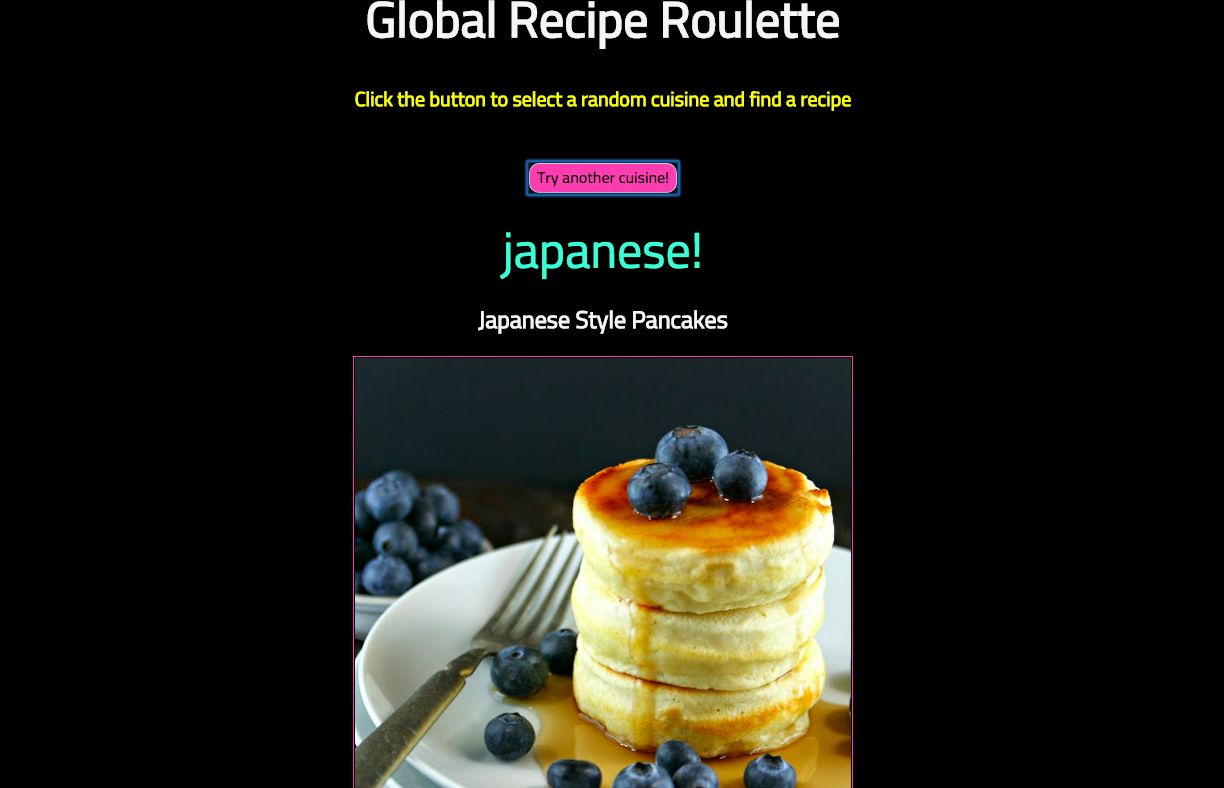 Global Recipe Roulette
Click the button to select a random cuisine and find a recipe
Try another cuisine!
japanese!
Japanese Style Pancakes